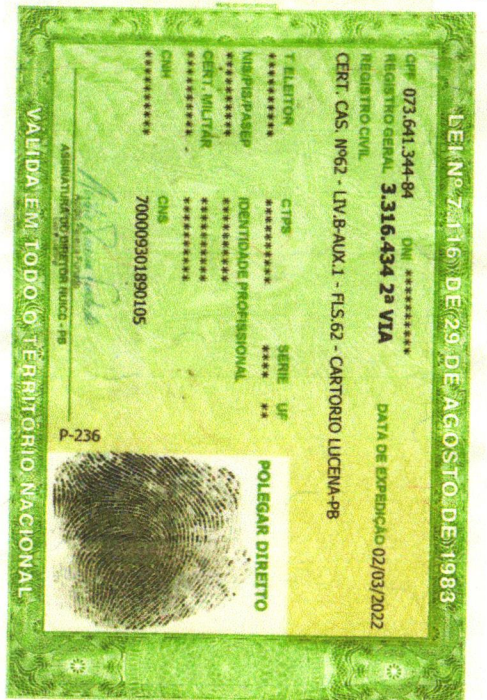 LEI Nº 7.116 DE 29 DE AGOSTO DE 1983
CPF 073.641.344-84 DNI **********
REGISTRO GERAL 3.316.434 2ª VIA DATA DE EXPEDIÇÃO 02/03/2022
REGISTRO CIVIL
CERT. CAS. Nº62 - LIV.B-AUX.1 - FLS.62 - CARTORIO LUCENA-PB
T.ELEITOR CTPS SERIE UF
********** ********** **** **
NIS/PIS/PASEP IDENTIDADE PROFISSIONAL
********** **********
CERT. MILITAR
********** **********
CNH CNS
********** 700009301890105
ASSINATURA DO DIRETOR
P-236
POLEGAR DIREITO
VÁLIDA EM TODO O TERRITÓRIO NACIONAL